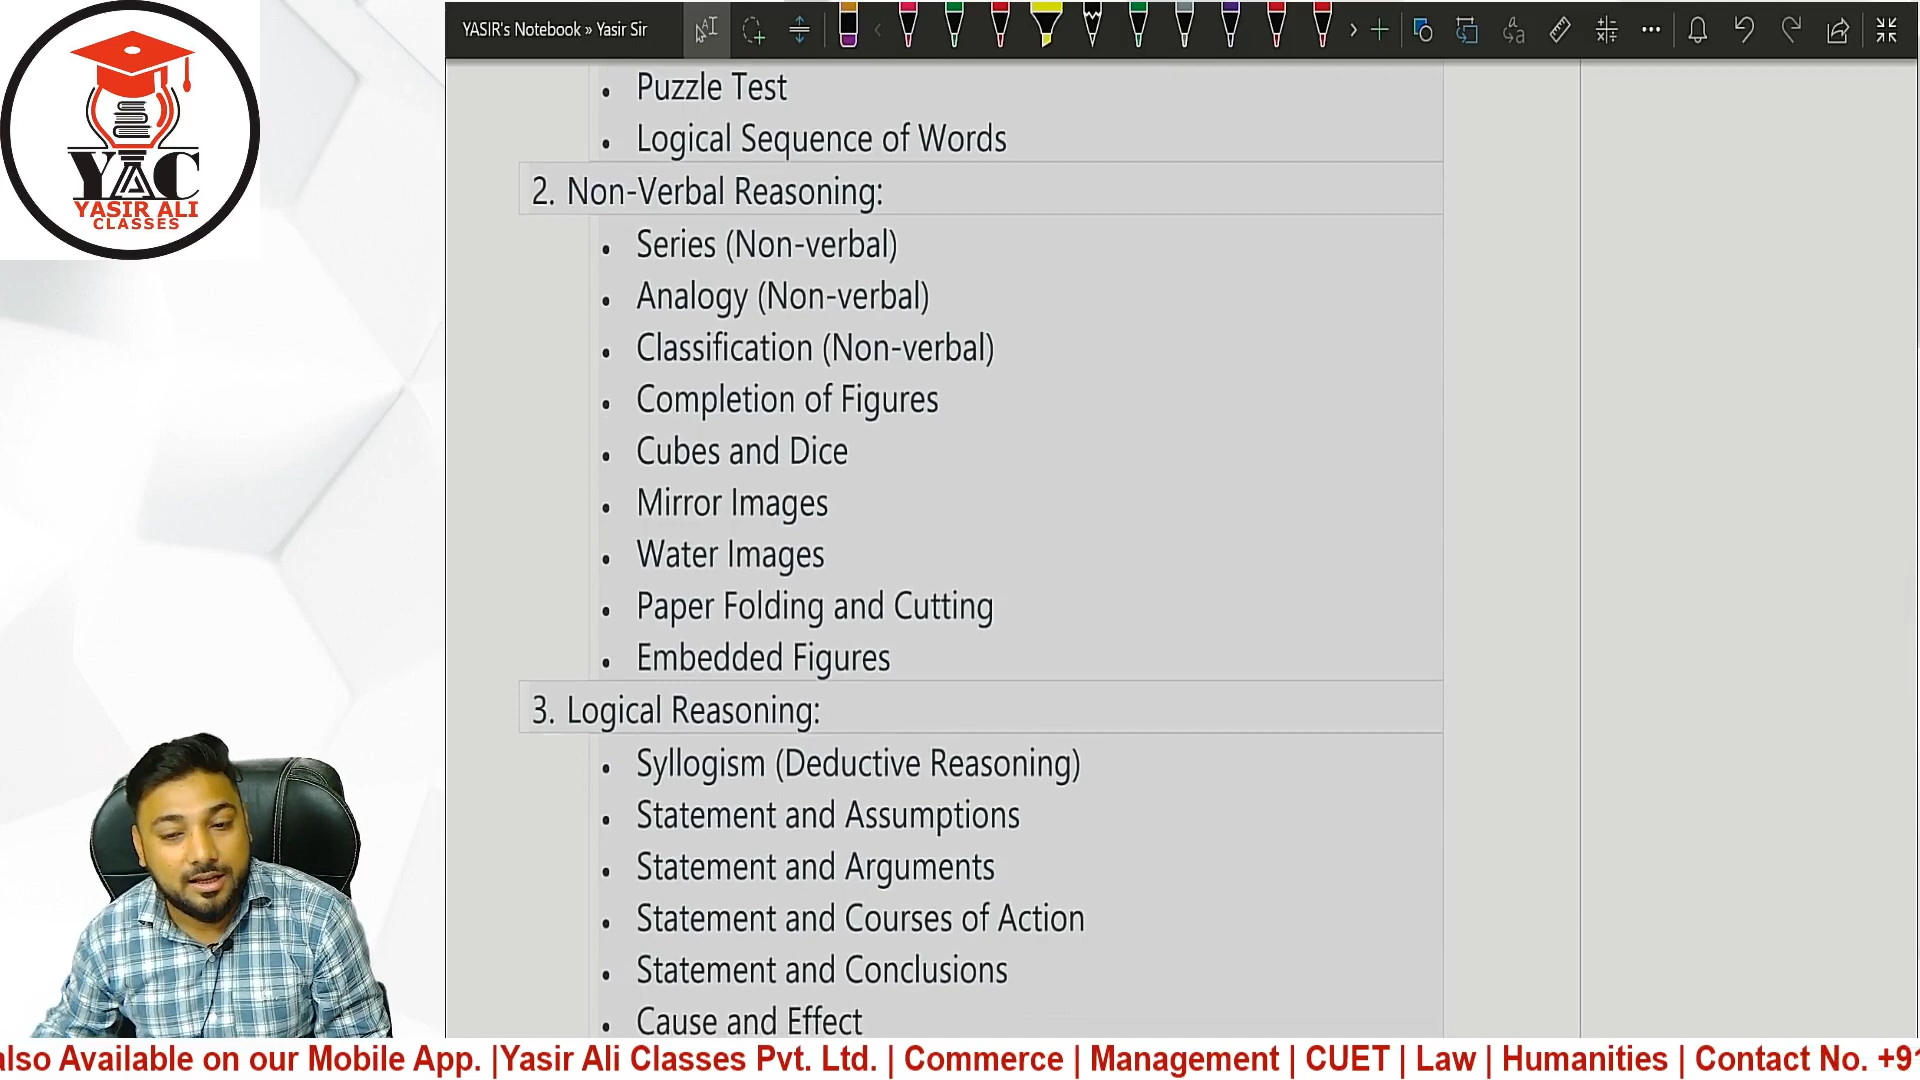 YASIR's Notebook » Yasir Sir
YAC
YASIR ALI
CLASSES
• Puzzle Test
• Logical Sequence of Words
2. Non-Verbal Reasoning:
• Series (Non-verbal)
• Analogy (Non-verbal)
• Classification (Non-verbal)
• Completion of Figures
• Cubes and Dice
• Mirror Images
• Water Images
• Paper Folding and Cutting
• Embedded Figures
3. Logical Reasoning:
• Syllogism (Deductive Reasoning)
• Statement and Assumptions
• Statement and Arguments
• Statement and Courses of Action
• Statement and Conclusions
• Cause and Effect
also Available on our Mobile App. |Yasir Ali Classes Pvt. Ltd. | Commerce | Management | CUET | Law | Humanities | Contact No. +91